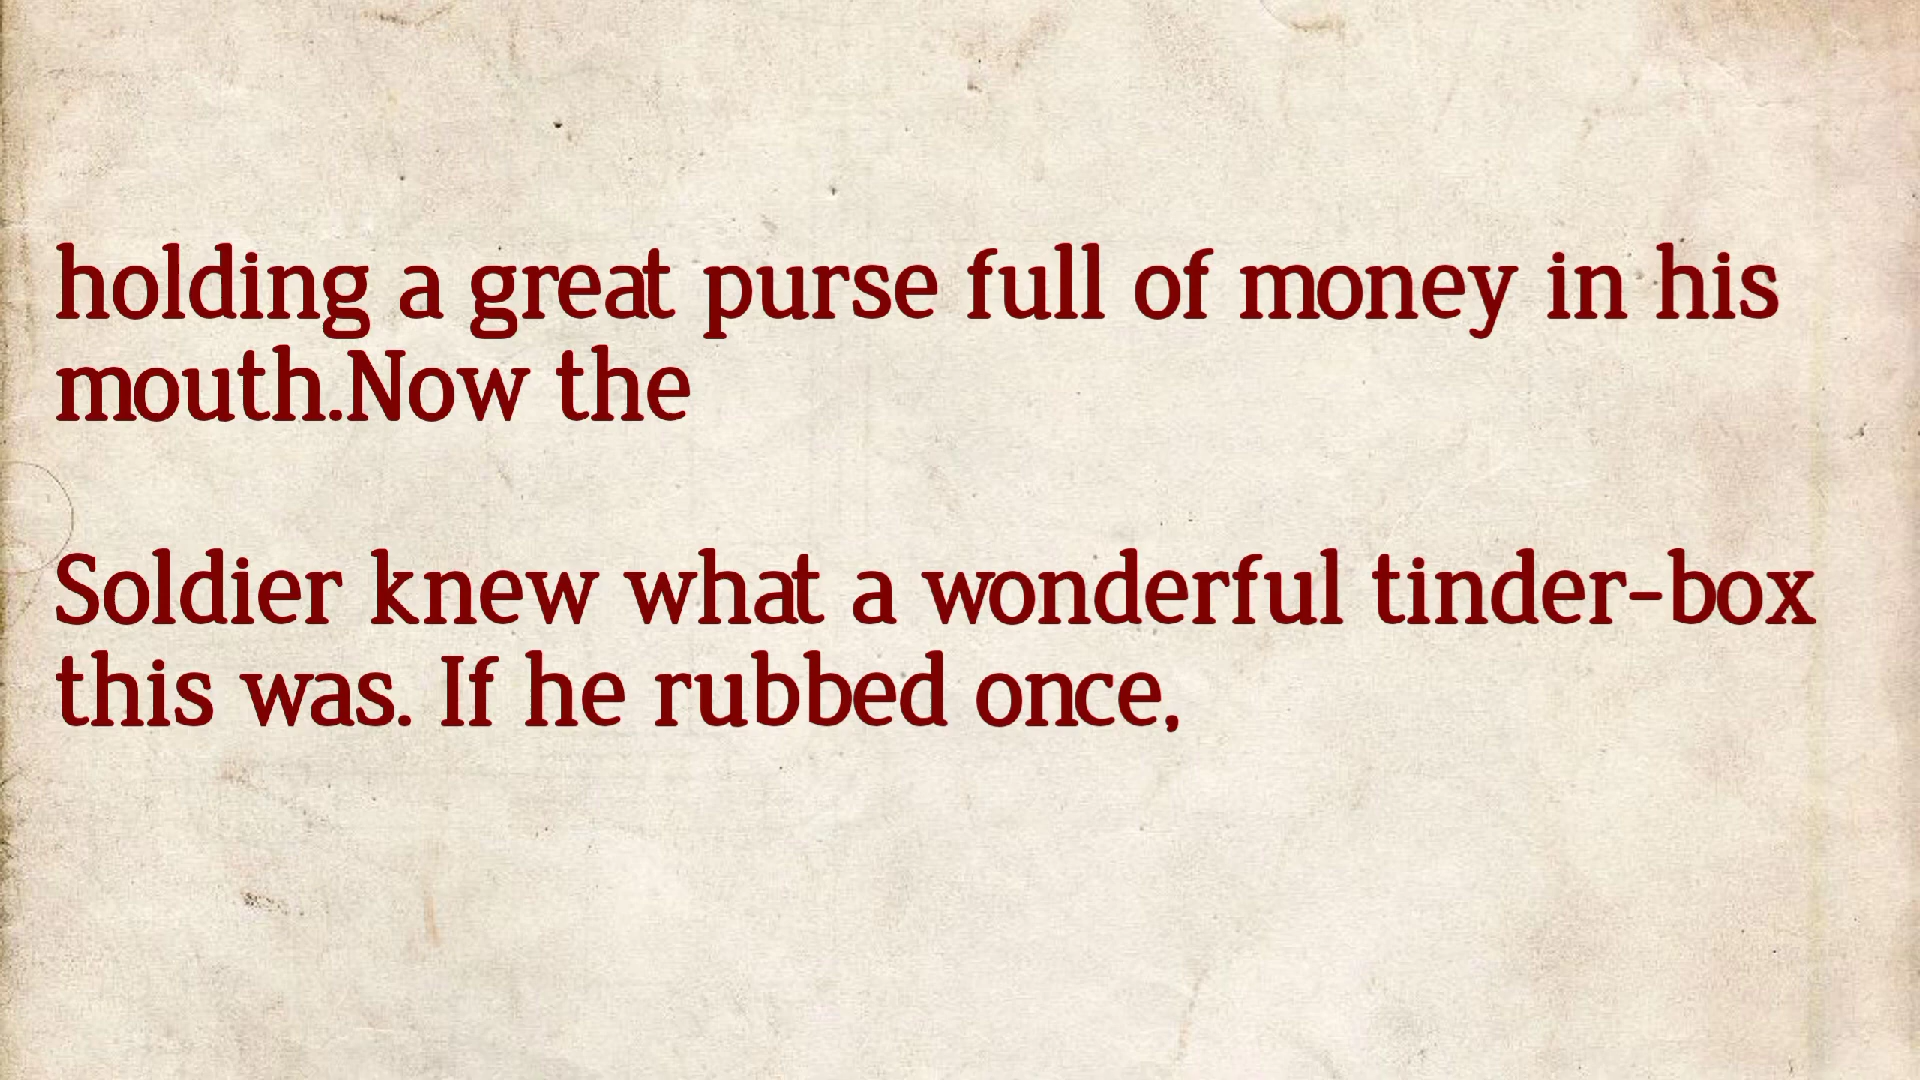 holding a great purse full of money in his
mouth.Now the
Soldier knew what a wonderful tinder-box
this was. If he rubbed once,